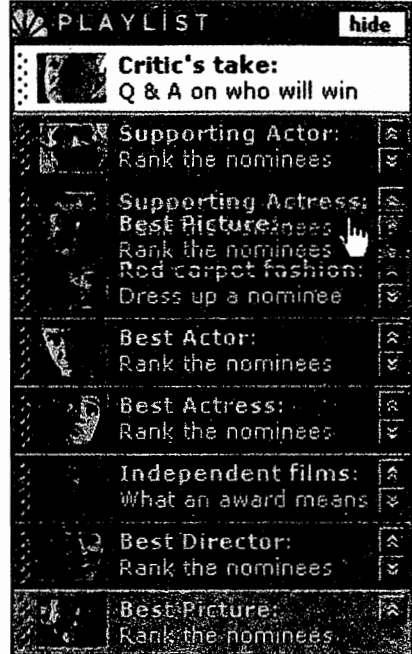 PLAYLIST
hide
Critic's take:
Q & A on who will win
Supporting Actor:
Rank the nominees
Supporting Actress:
Best Picture:
Rank the nominees
Red carpet fashion:
Dress up a nominee
Best Actor:
Rank the nominees
Best Actress:
Rank the nominees
Independent films:
What an award means
Best Director:
Rank the nominees
Best Picture:
Rank the nominees